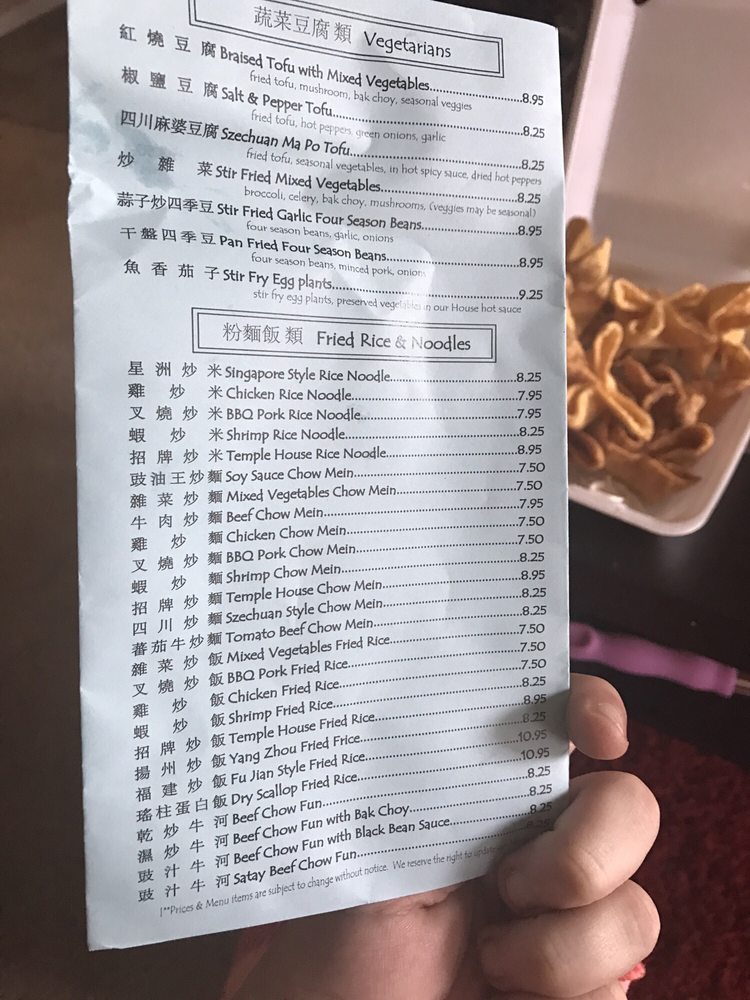 蔬菜豆腐類 Vegetarians
紅燒豆腐 Braised Tofu with Mixed Vegetables...8.95
fried tofu, mushroom, bak choy, seasonal veggies
椒鹽豆腐 Salt & Pepper Tofu...8.25
fried tofu, hot peppers, green onions, garlic
四川麻婆豆腐 Szechuan Ma Po Tofu...8.25
fried tofu, seasonal vegetables, in hot spicy sauce, dried hot peppers
炒雜菜 Stir Fried Mixed Vegetables...8.25
broccoli, celery, bak choy, mushrooms, (veggies may be seasonal)
蒜子炒四季豆 Stir Fried Garlic Four Season Beans...8.95
four season beans, garlic, onions
干盤四季豆 Pan Fried Four Season Beans...8.95
four season beans, minced pork, onions
魚香茄子 Stir Fry Egg plants...9.25
stir fry egg plants, preserved vegetables in our House hot sauce
粉麵飯類 Fried Rice & Noodles
星洲炒米 Singapore Style Rice Noodle...8.25
雞炒米 Chicken Rice Noodle...7.95
叉燒炒米 BBQ Pork Rice Noodle...7.95
蝦炒米 Shrimp Rice Noodle...8.25
招牌炒米 Temple House Rice Noodle...8.95
豉油王炒麵 Soy Sauce Chow Mein...7.50
雜菜炒麵 Mixed Vegetables Chow Mein...7.50
牛肉炒麵 Beef Chow Mein...7.95
雞炒麵 Chicken Chow Mein...7.50
叉燒炒麵 BBQ Pork Chow Mein...7.50
蝦炒麵 Shrimp Chow Mein...8.25
招牌炒麵 Temple House Chow Mein...8.95
四川炒麵 Szechuan Style Chow Mein...8.25
蕃茄牛炒麵 Tomato Beef Chow Mein...8.25
雜菜炒飯 Mixed Vegetables Fried Rice...7.50
叉燒炒飯 BBQ Pork Fried Rice...7.50
雞炒飯 Chicken Fried Rice...7.50
蝦炒飯 Shrimp Fried Rice...8.25
招牌炒飯 Temple House Fried Rice...8.95
揚州炒飯 Yang Zhou Fried Frice...8.25
福建炒飯 Fu Jian Style Fried Rice...10.95
瑤柱蛋白飯 Dry Scallop Fried Rice...10.95
乾炒牛河 Beef Chow Fun...8.25
濕炒牛河 Beef Chow Fun with Bak Choy...8.25
豉汁牛河 Beef Chow Fun with Black Bean Sauce...8.25
豉汁牛河 Satay Beef Chow Fun...
**Prices & Menu items are subject to change without notice. We reserve the right to update